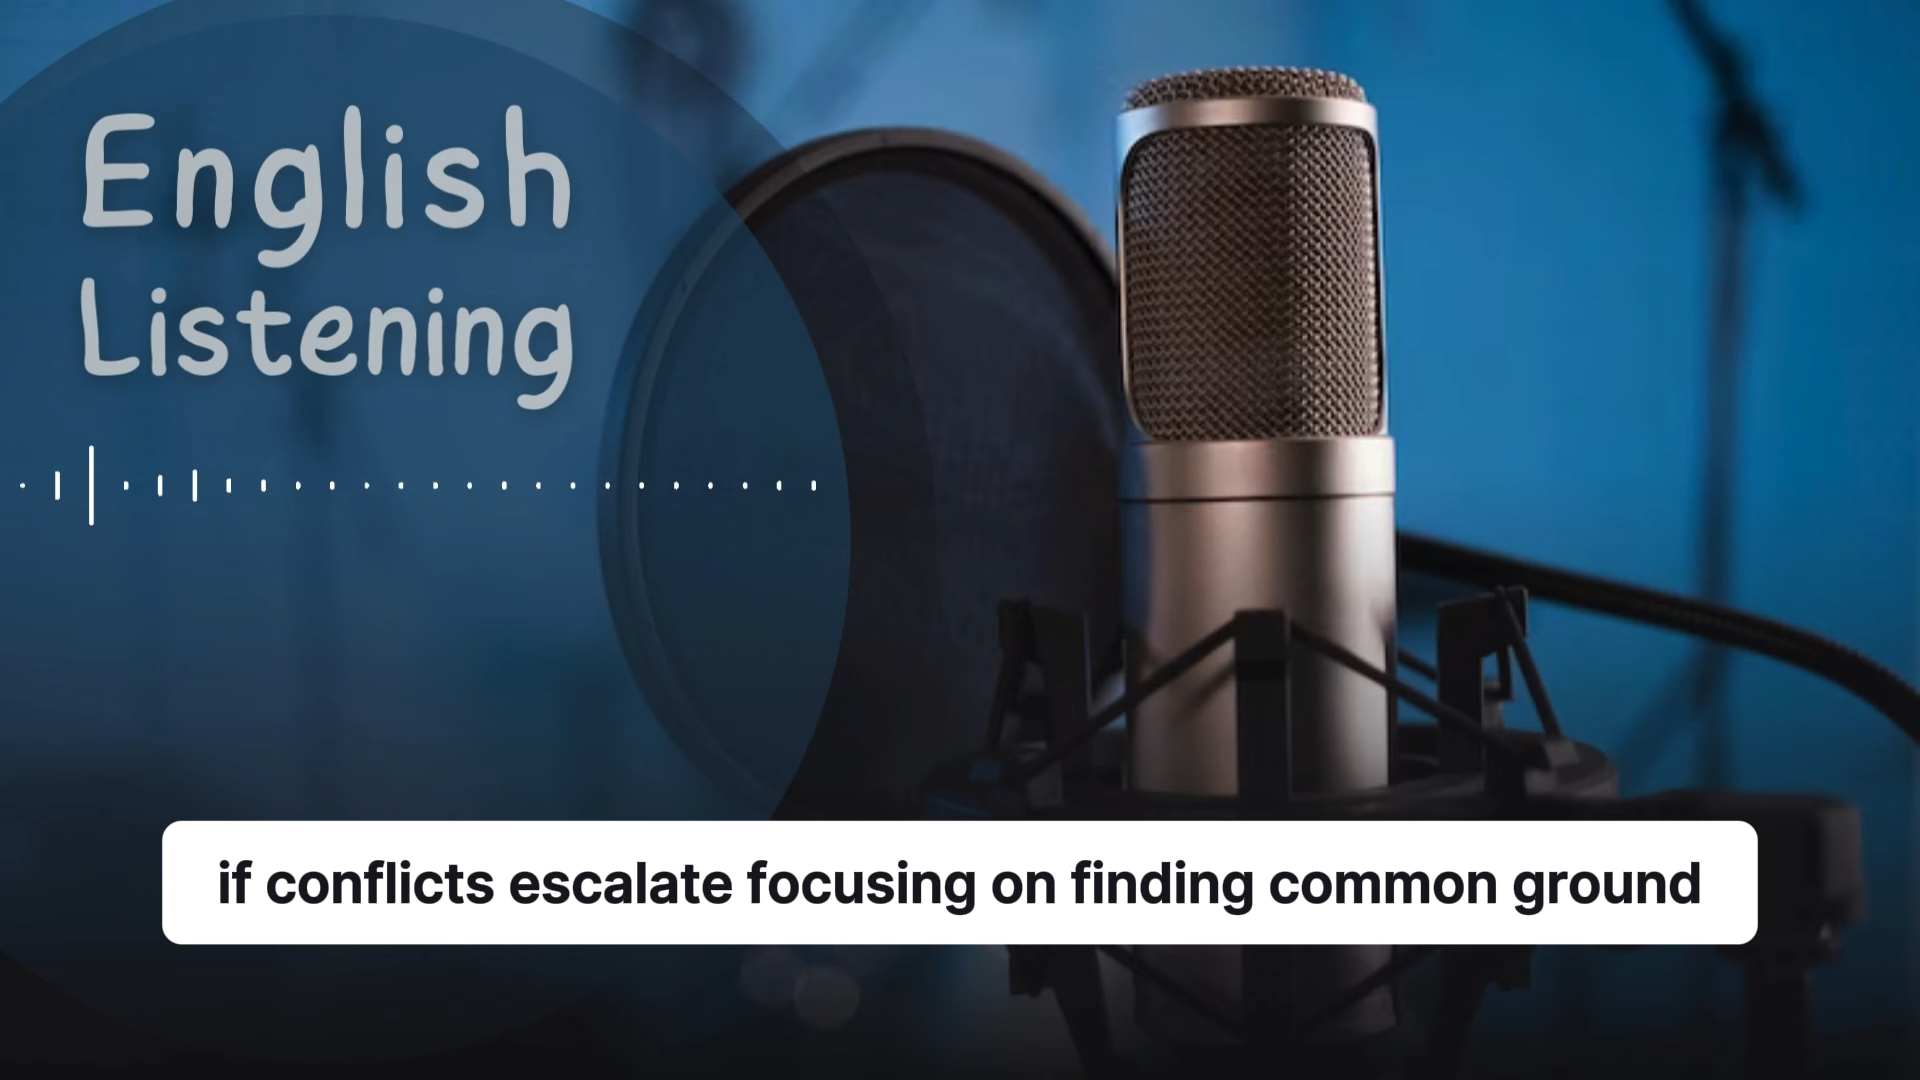 English
Listening
if conflicts escalate focusing on finding common ground